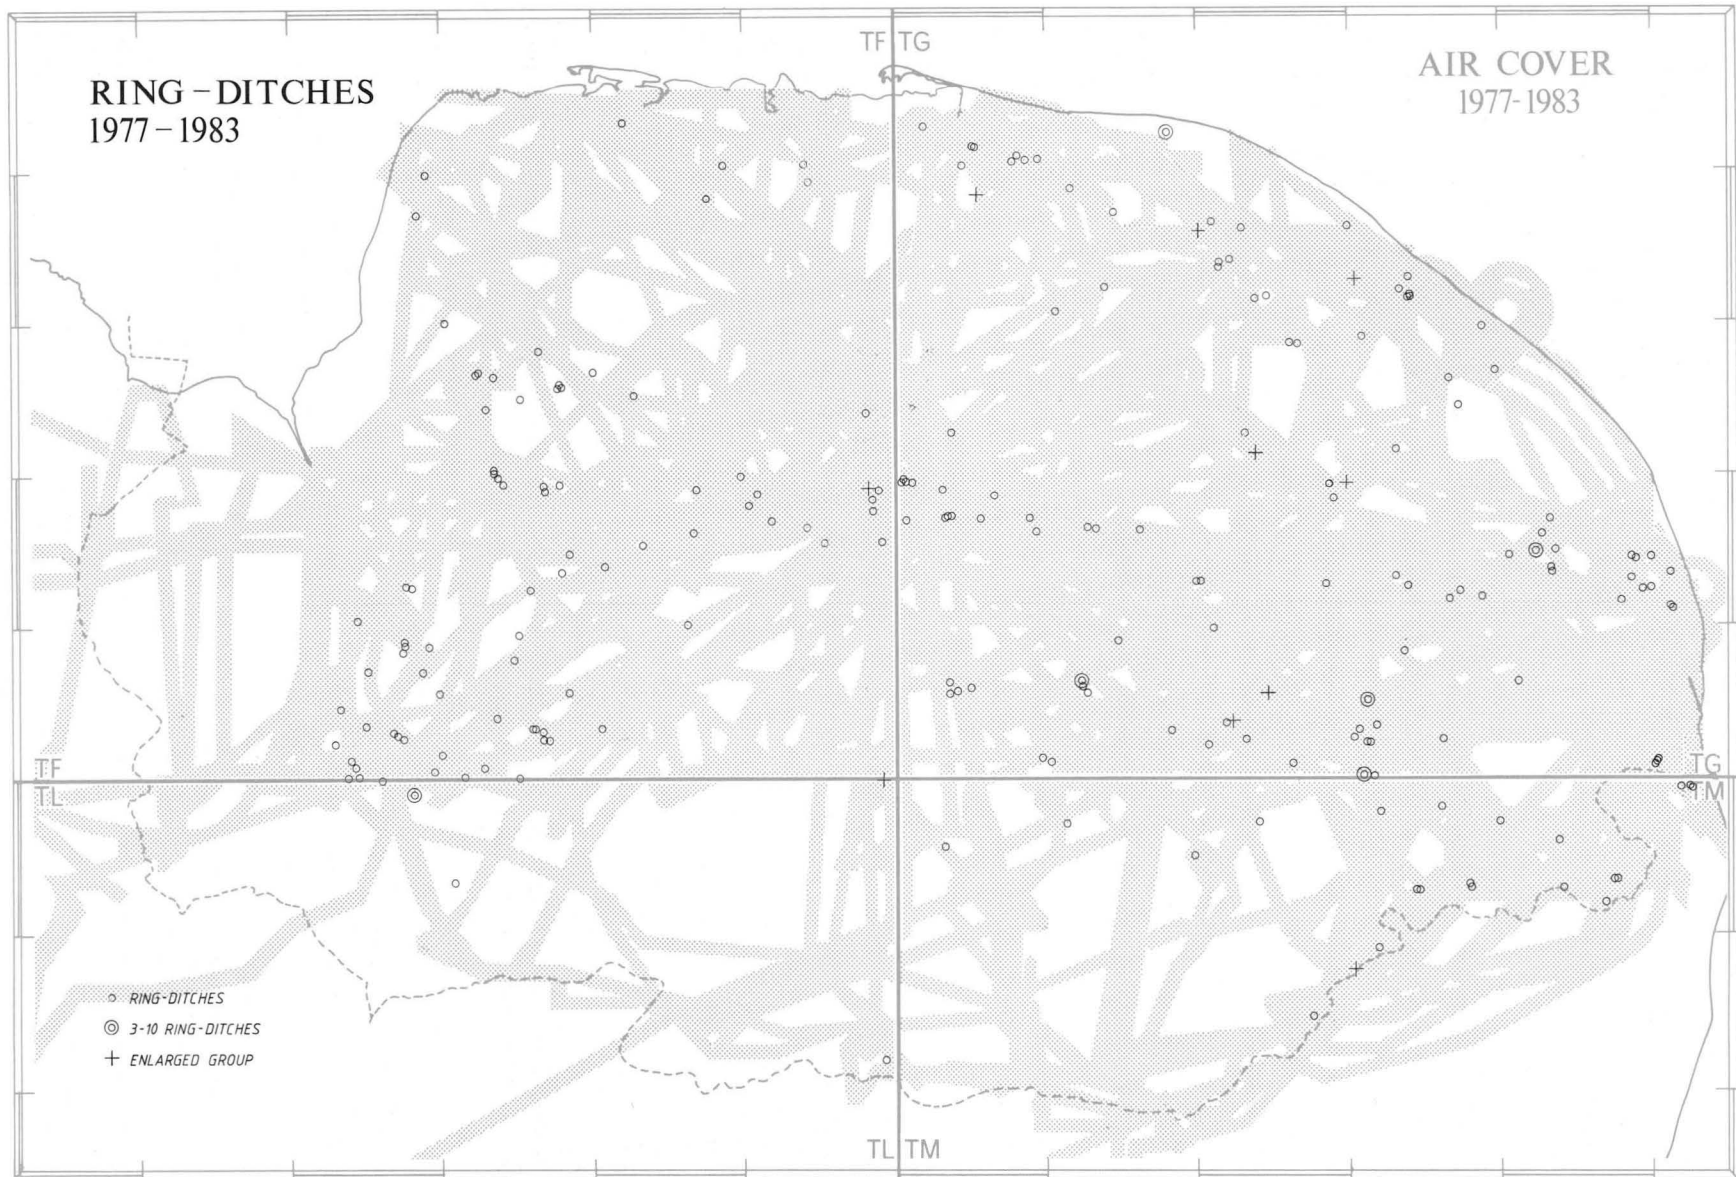 RING-DITCHES
1977-1983
TF TG
AIR COVER
1977-1983
TF
TL
TG
TM
RING-DITCHES
3-10 RING-DITCHES
ENLARGED GROUP
TL TM